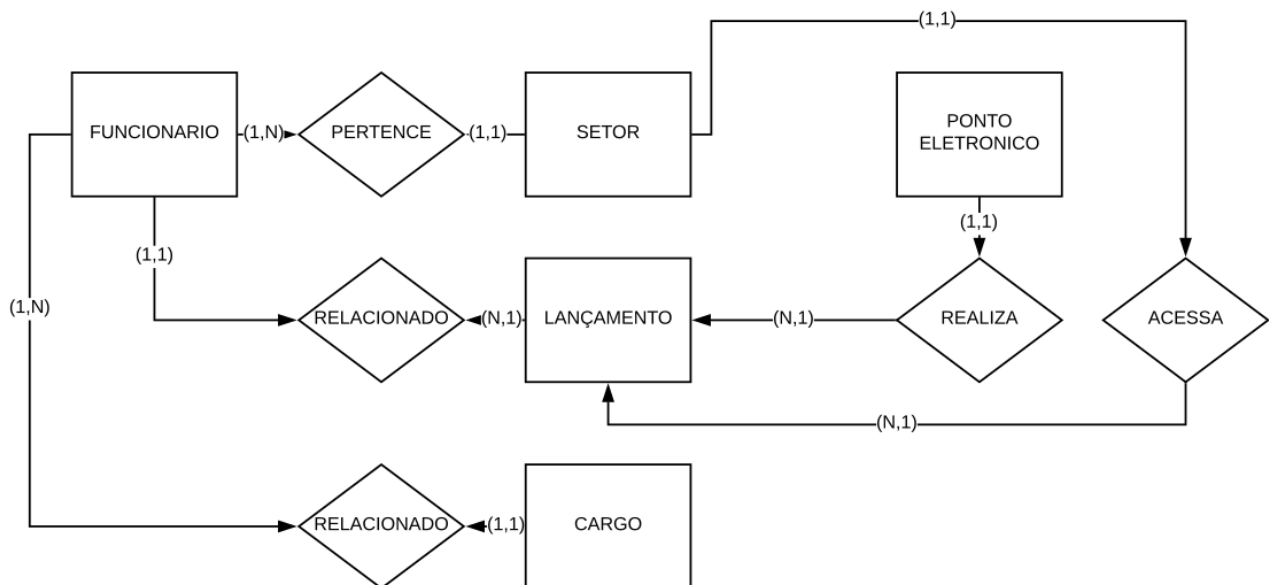 (1,1)
FUNCIONARIO
(1,N)
PERTENCE
(1,1)
SETOR
PONTO
ELETRONICO
(1,1)
(1,1)
(1,N)
RELACIONADO
(N,1)
LANÇAMENTO
(N,1)
REALIZA
ACESSA
(N,1)
RELACIONADO
(1,1)
CARGO